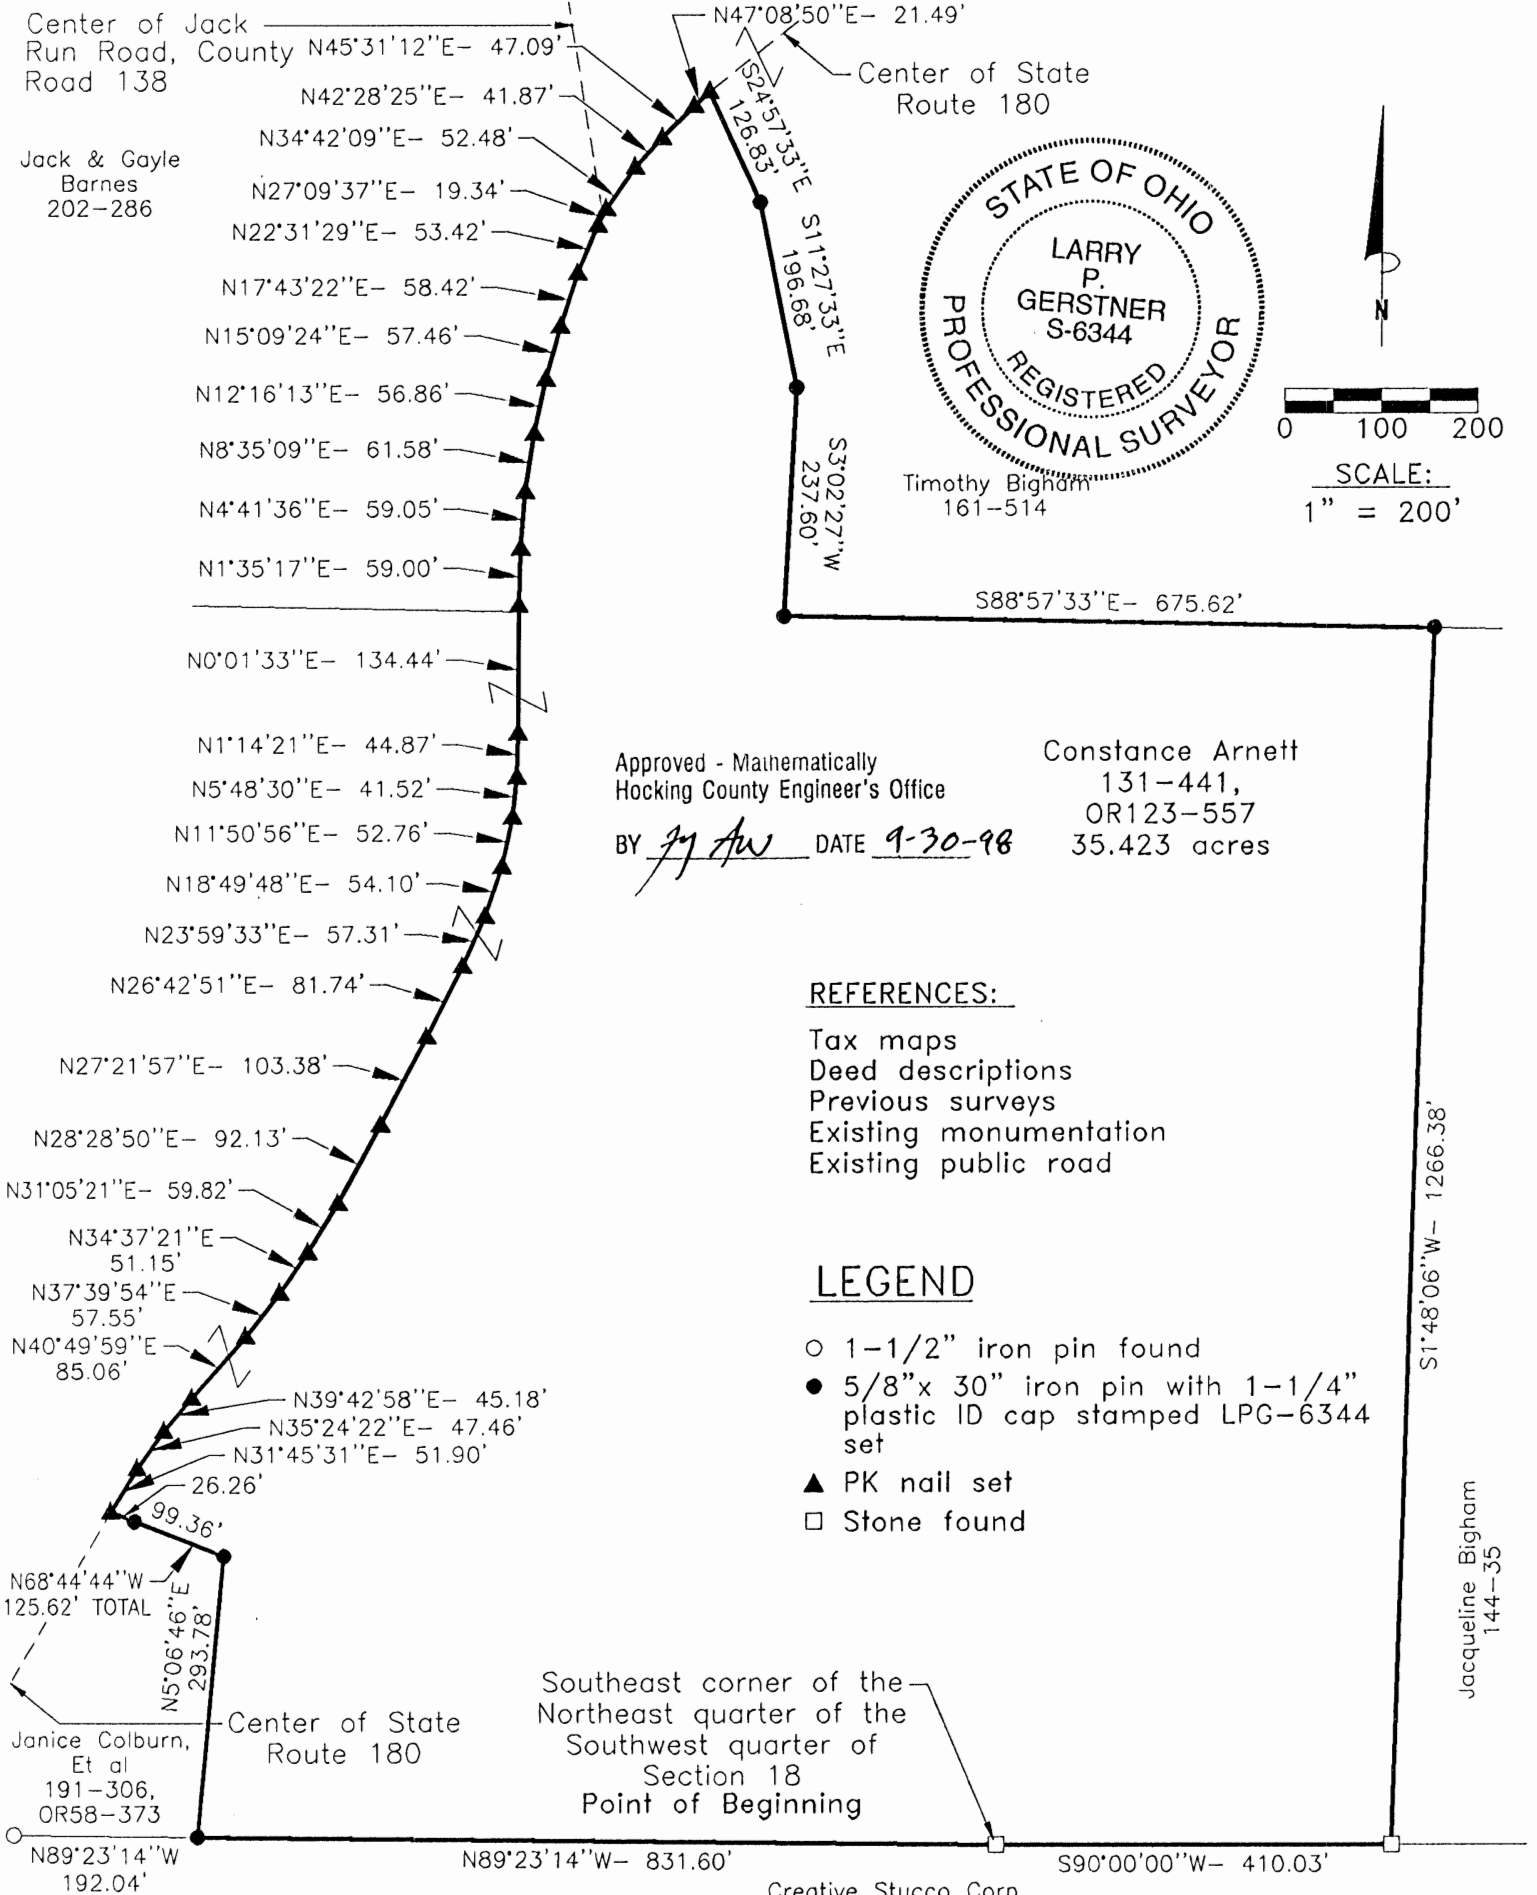 Center of Jack
Run Road, County
Road 138
Jack & Gayle
Barnes
202-286
N47°08'50''E- 21.49'
N45°31'12''E- 47.09'
N42°28'25''E- 41.87'
N34°42'09''E- 52.48'
N27°09'37''E- 19.34'
N22°31'29''E- 53.42'
N17°43'22''E- 58.42'
N15°09'24''E- 57.46'
N12°16'13''E- 56.86'
N8°35'09''E- 61.58'
N4°41'36''E- 59.05'
N1°35'17''E- 59.00'
N0°01'33''E- 134.44'
N1°14'21''E- 44.87'
N5°48'30''E- 41.52'
N11°50'56''E- 52.76'
N18°49'48''E- 54.10'
N23°59'33''E- 57.31'
N26°42'51''E- 81.74'
N27°21'57''E- 103.38'
N28°28'50''E- 92.13'
N31°05'21''E- 59.82'
N34°37'21''E
51.15'
N37°39'54''E
57.55'
N40°49'59''E
85.06'
N39°42'58''E- 45.18'
N35°24'22''E- 47.46'
N31°45'31''E- 51.90'
26.26'
99.36'
N68°44'44''W
125.62' TOTAL
N5°06'46''E
293.78'
Center of State
Route 180
S24°57'33''E
126.83'
S11°27'33''E
196.68'
S3°02'27''W
237.60'
STATE OF OHIO
LARRY
P.
GERSTNER
S-6344
REGISTERED
PROFESSIONAL SURVEYOR
N
0 100 200
SCALE:
1" = 200'
Timothy Bigham
161-514
S88°57'33''E- 675.62'
Approved - Mathematically
Hocking County Engineer's Office
BY DATE 9-30-98
Constance Arnett
131-441,
OR123-557
35.423 acres
REFERENCES:
Tax maps
Deed descriptions
Previous surveys
Existing monumentation
Existing public road
LEGEND
1-1/2" iron pin found
5/8"x 30" iron pin with 1-1/4"
plastic ID cap stamped LPG-6344
set
PK nail set
Stone found
S1°48'06''W- 1266.38'
Jacqueline Bigham
144-35
Center of State
Route 180
Janice Colburn,
Et al
191-306,
OR58-373
Southeast corner of the
Northeast quarter of the
Southwest quarter of
Section 18
Point of Beginning
N89°23'14''W
192.04'
N89°23'14''W- 831.60'
S90°00'00''W- 410.03'
Creative Stucco Corp